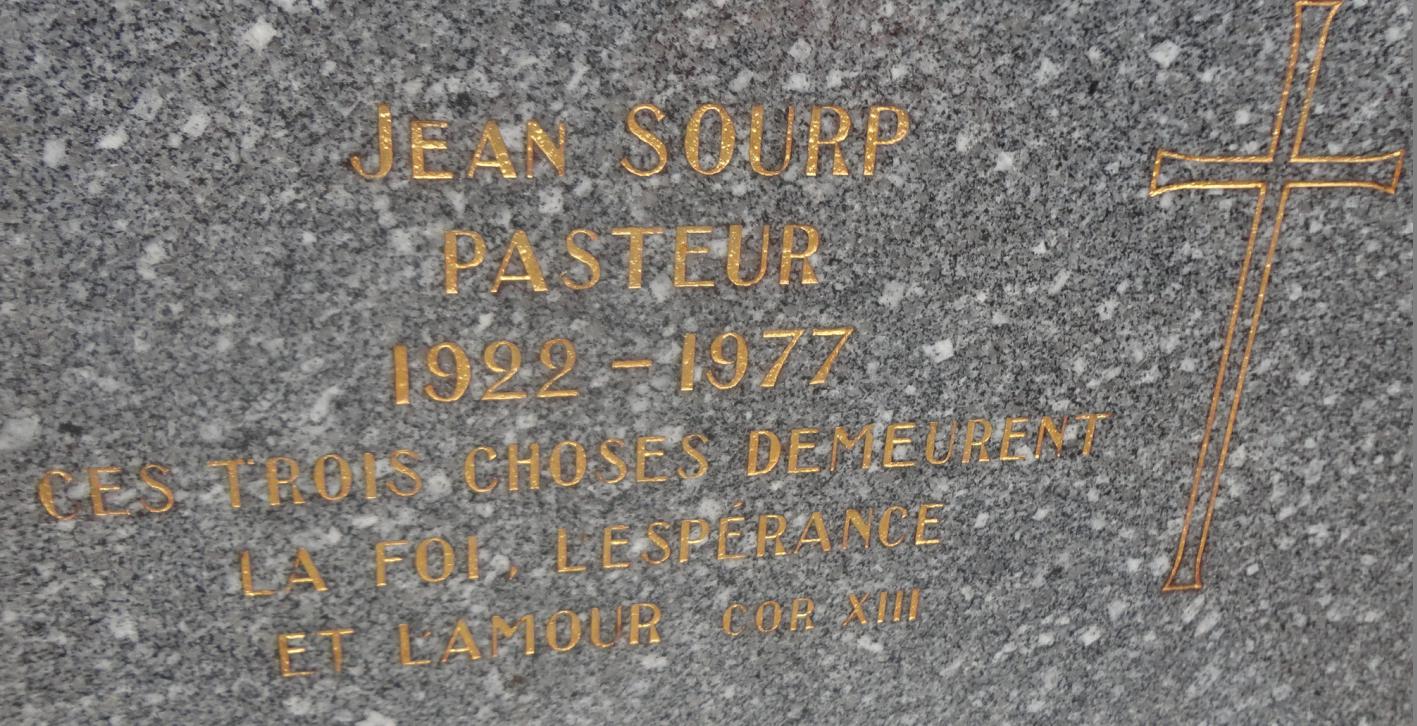 JEAN SOURP
PASTEUR
1922 - 1977
CES TROIS CHOSES DEMEURENT
LA FOI, L'ESPÉRANCE
ET L'AMOUR COR XIII